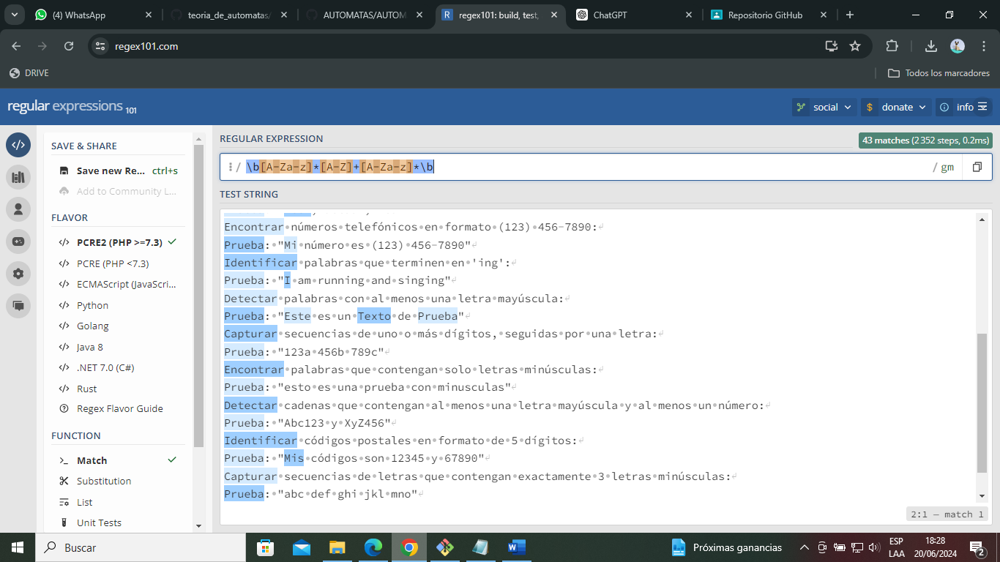 (4) WhatsApp
teoria_de_automatas/
AUTOMATAS/AUTOM
regex101: build, test,
ChatGPT
Repositorio GitHub
regex101.com
DRIVE
Todos los marcadores
regular expressions 101
social
$ donate
info
SAVE & SHARE
Save new Re... ctrl+s
Add to Community L...
FLAVOR
PCRE2 (PHP >=7.3)
PCRE (PHP <7.3)
ECMAScript (JavaScri...
Python
Golang
Java 8
.NET 7.0 (C#)
Rust
Regex Flavor Guide
FUNCTION
Match
Substitution
List
Unit Tests
REGULAR EXPRESSION
43 matches (2352 steps, 0.2ms)
/ \b[A-Za-z]*[A-Z]+[A-Za-z]*\b / gm
TEST STRING
Encontrar números telefónicos en formato (123) 456-7890:
Prueba: "Mi número es (123) 456-7890"
Identificar palabras que terminen en 'ing':
Prueba: "I am running and singing"
Detectar palabras con al menos una letra mayúscula:
Prueba: "Este es un Texto de Prueba"
Capturar secuencias de uno o más dígitos, seguidas por una letra:
Prueba: "123a 456b 789c"
Encontrar palabras que contengan solo letras minúsculas:
Prueba: "esto es una prueba con minusculas"
Detectar cadenas que contengan al menos una letra mayúscula y al menos un número:
Prueba: "Abc123 y XyZ456"
Identificar códigos postales en formato de 5 dígitos:
Prueba: "Mis códigos son 12345 y 67890"
Capturar secuencias de letras que contengan exactamente 3 letras minúsculas:
Prueba: "abc def ghi jkl mno"
2:1 — match 1
Buscar
Próximas ganancias
ESP
LAA
18:28
20/06/2024
2